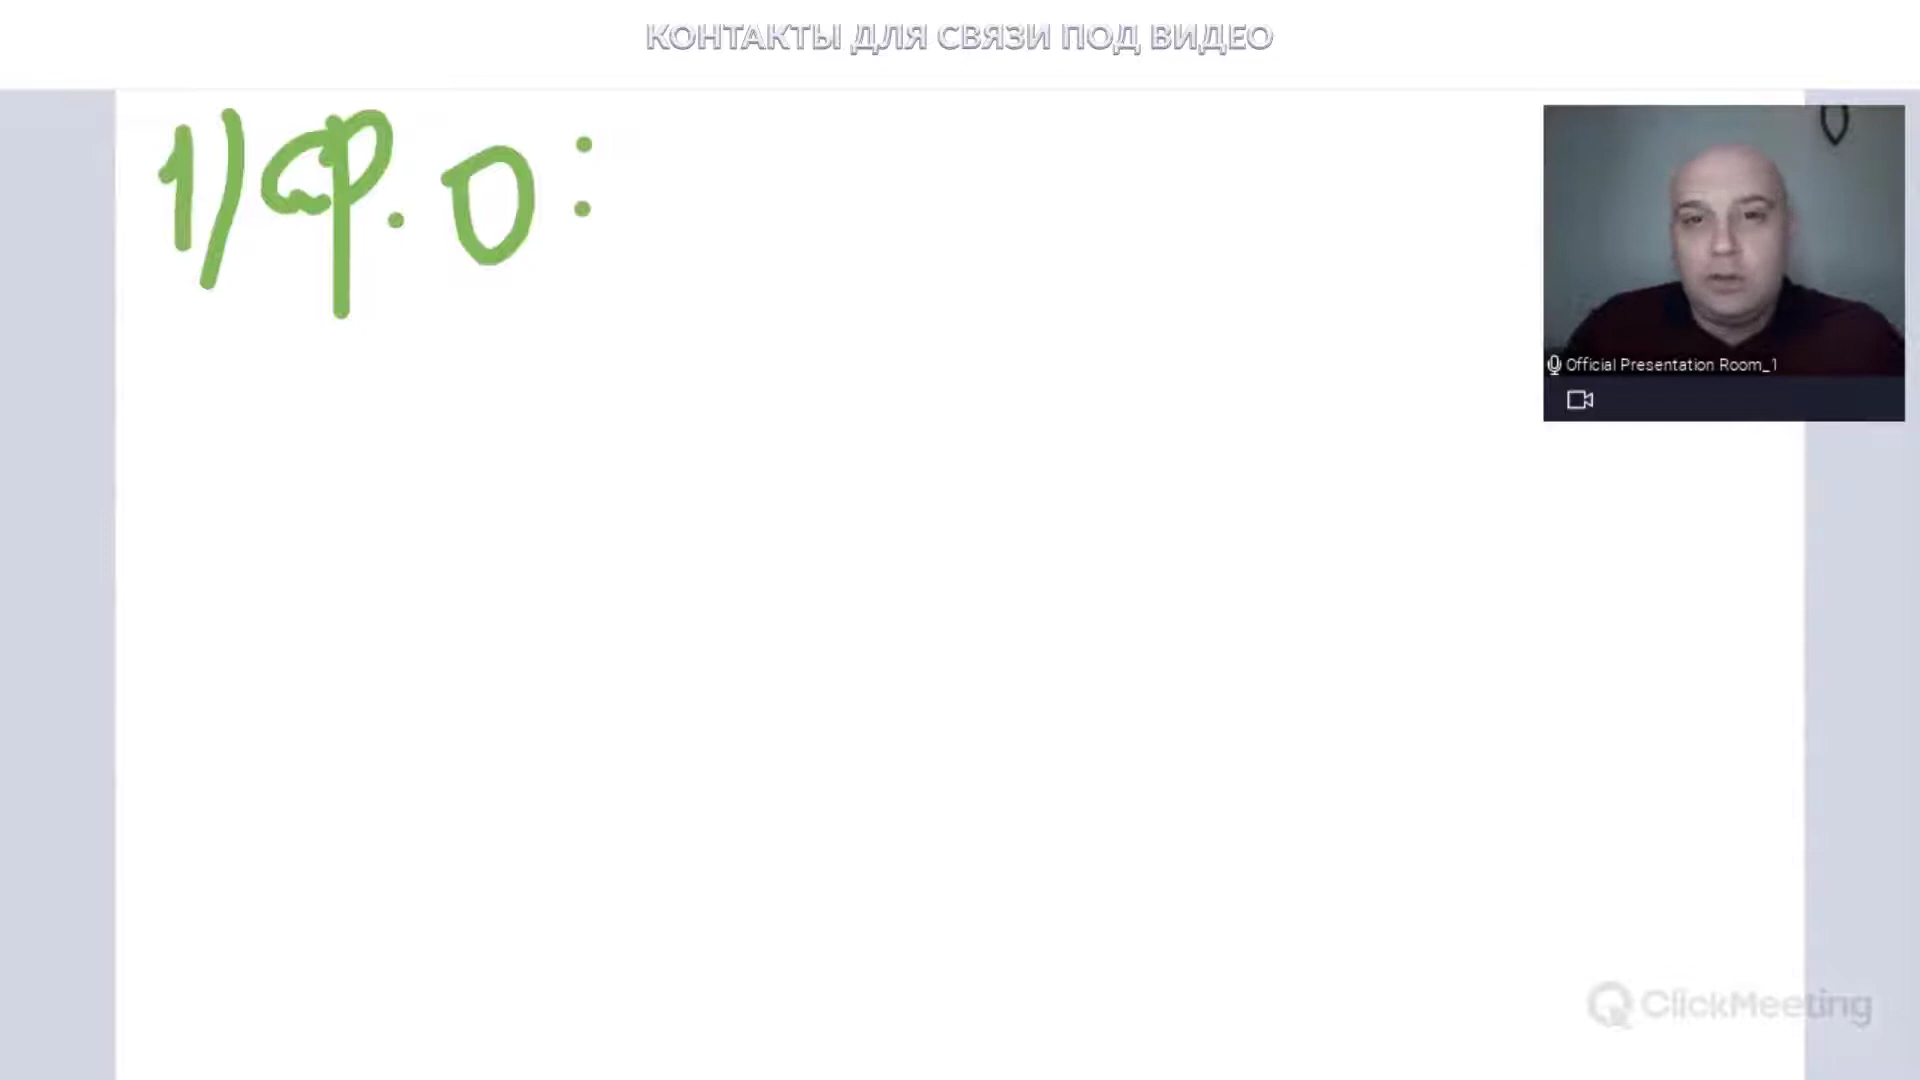 КОНТАКТЫ ДЛЯ СВЯЗИ ПОД ВИДЕО
1) ф. О:
Official Presentation Room_1
ClickMeeting